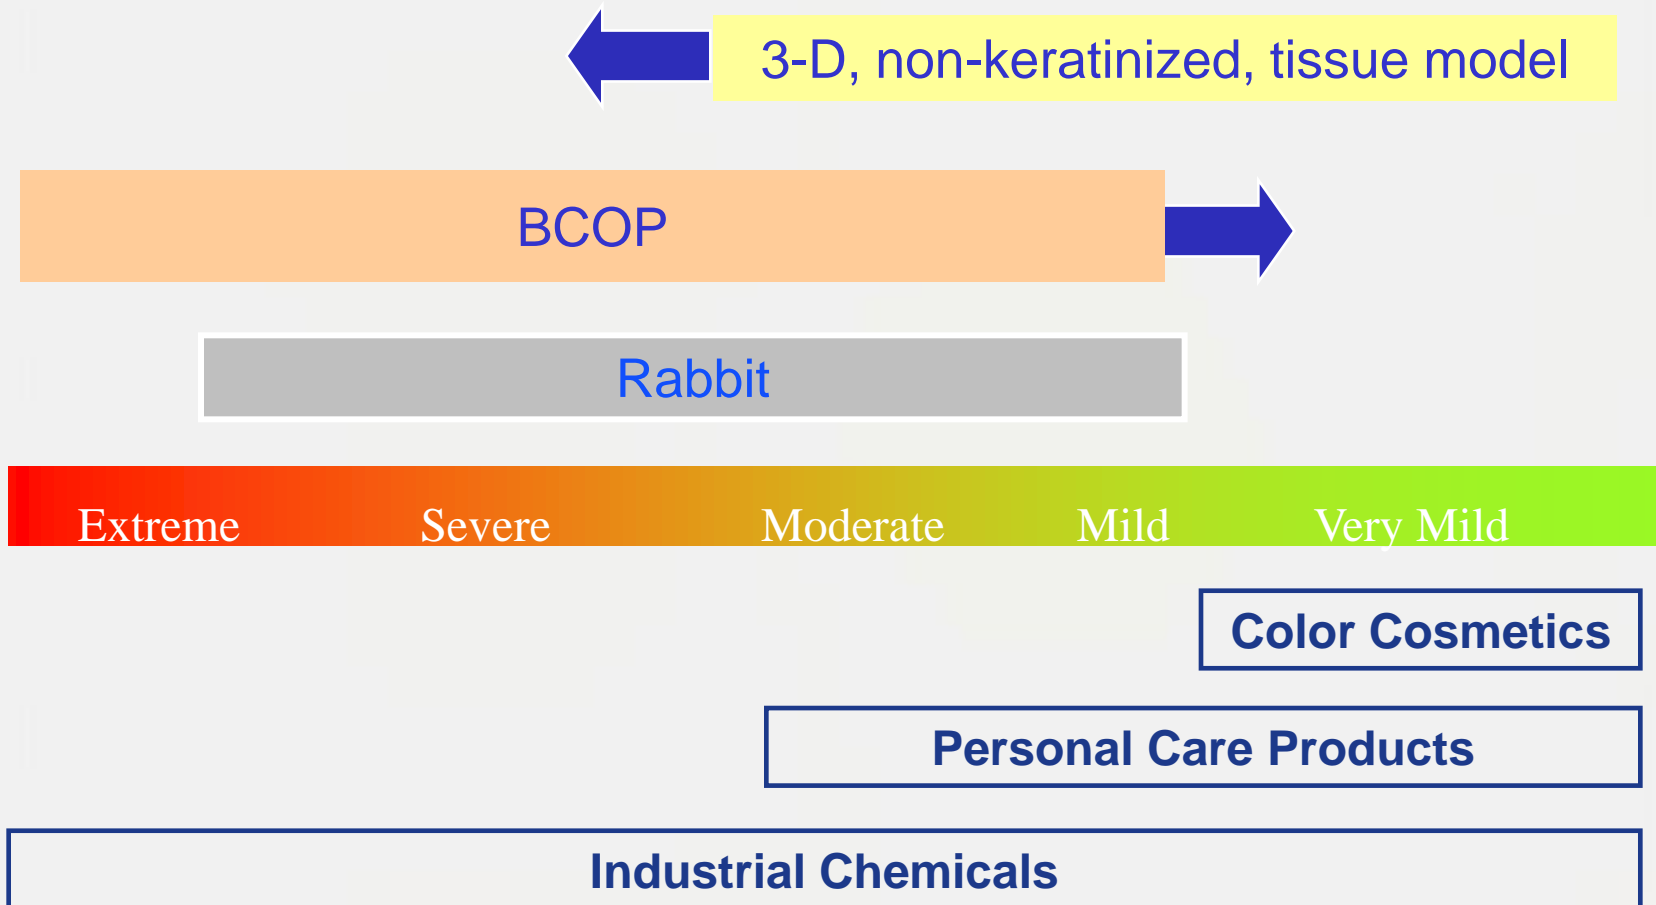 3-D, non-keratinized, tissue model
BCOP
Rabbit
Extreme Severe Moderate Mild Very Mild
Color Cosmetics
Personal Care Products
Industrial Chemicals